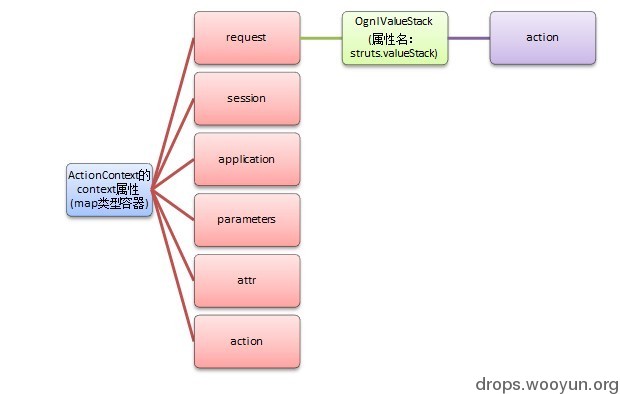 request
OgnlValueStack
(属性名：
struts.valueStack)
action
session
application
ActionContext的
context属性
(map类型容器)
parameters
attr
action
drops.wooyun.org